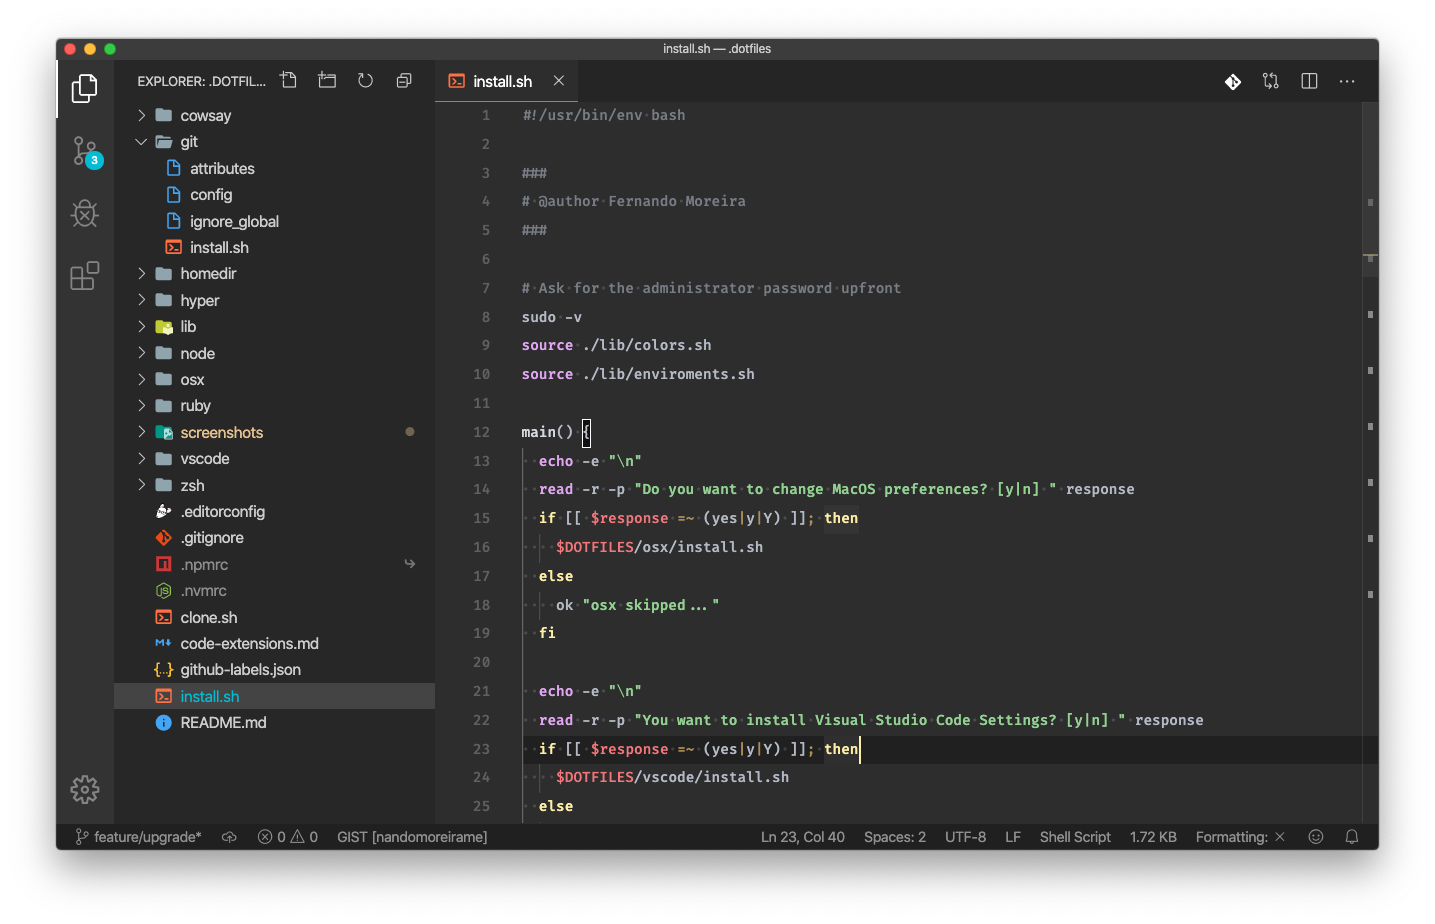 install.sh — .dotfiles
EXPLORER: .DOTFIL...
cowsay
git
attributes
config
ignore_global
install.sh
homedir
hyper
lib
node
osx
ruby
screenshots
vscode
zsh
.editorconfig
.gitignore
.npmrc
.nvmrc
clone.sh
code-extensions.md
github-labels.json
install.sh
README.md
3
install.sh
1 #!/usr/bin/env bash
2
3 ###
4 # @author Fernando Moreira
5 ###
6
7 # Ask for the administrator password upfront
8 sudo -v
9 source ./lib/colors.sh
10 source ./lib/enviroments.sh
11
12 main() {
13 echo -e "\n"
14 read -r -p "Do you want to change MacOS preferences? [y|n] " response
15 if [[ $response =~ (yes|y|Y) ]]; then
16 $DOTFILES/osx/install.sh
17 else
18 ok "osx skipped..."
19 fi
20
21 echo -e "\n"
22 read -r -p "You want to install Visual Studio Code Settings? [y|n] " response
23 if [[ $response =~ (yes|y|Y) ]]; then
24 $DOTFILES/vscode/install.sh
25 else
feature/upgrade* 0 0 GIST [nandomoreirame] Ln 23, Col 40 Spaces: 2 UTF-8 LF Shell Script 1.72 KB Formatting: ×